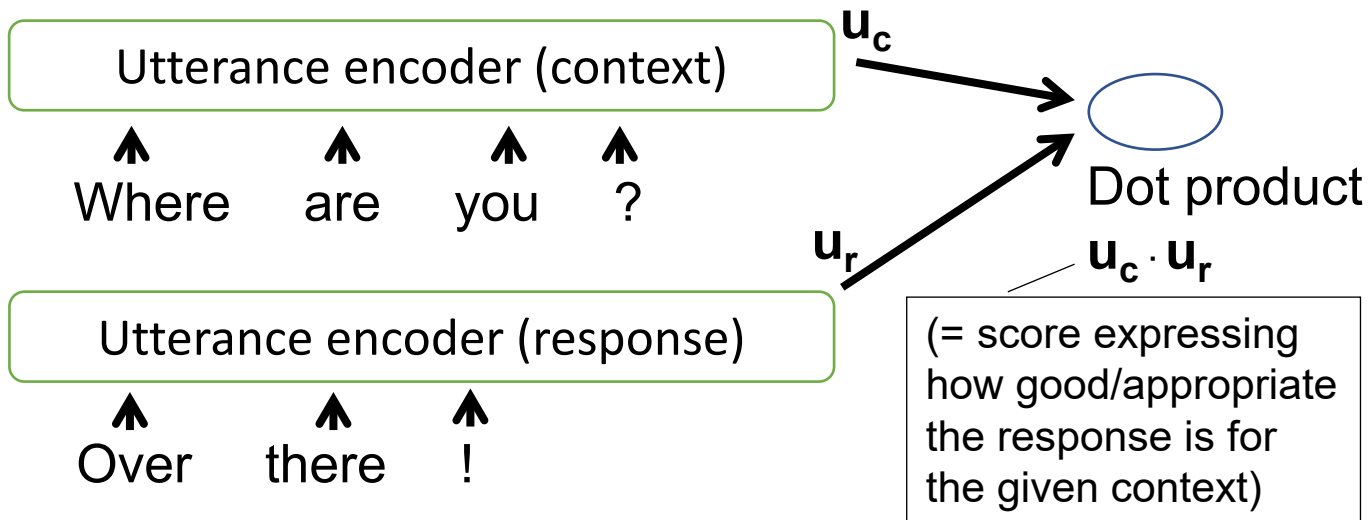 Utterance encoder (context)
u_c
Where are you ?
Dot product
u_c · u_r
u_r
Utterance encoder (response)
Over there !
(= score expressing
how good/appropriate
the response is for
the given context)